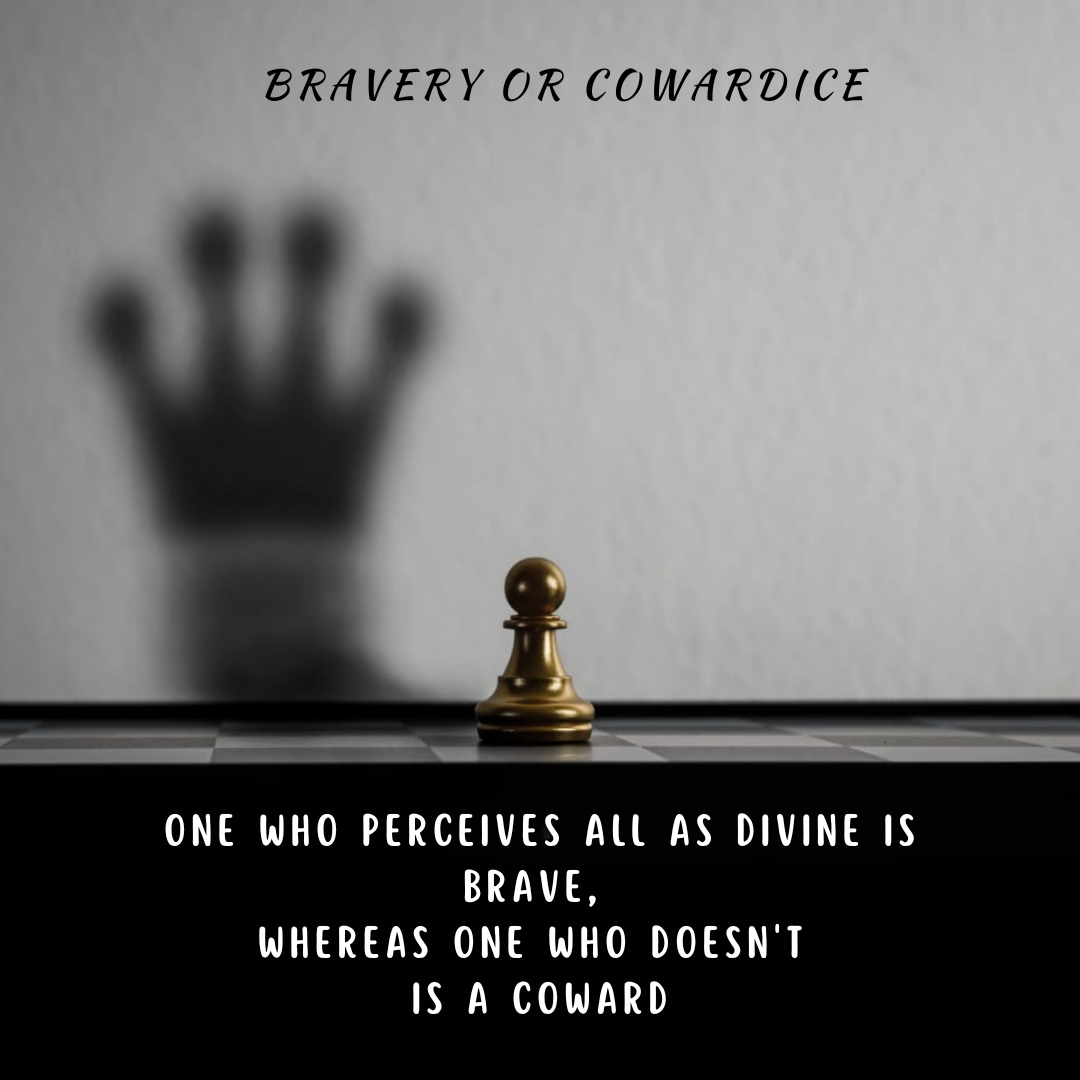 BRAVERY OR COWARDICE
ONE WHO PERCEIVES ALL AS DIVINE IS
BRAVE,
WHEREAS ONE WHO DOESN'T
IS A COWARD